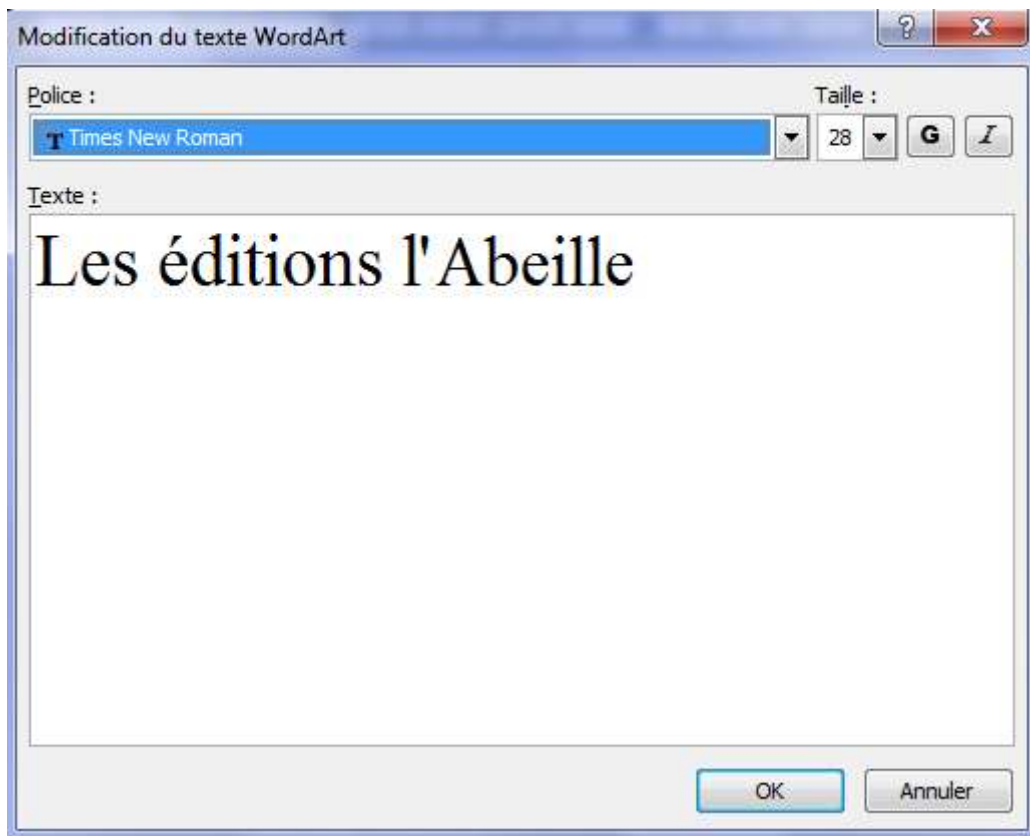 Modification du texte WordArt
?
Police :
Taille :
T Times New Roman
28
G
I
Texte :
Les éditions l'Abeille
OK
Annuler